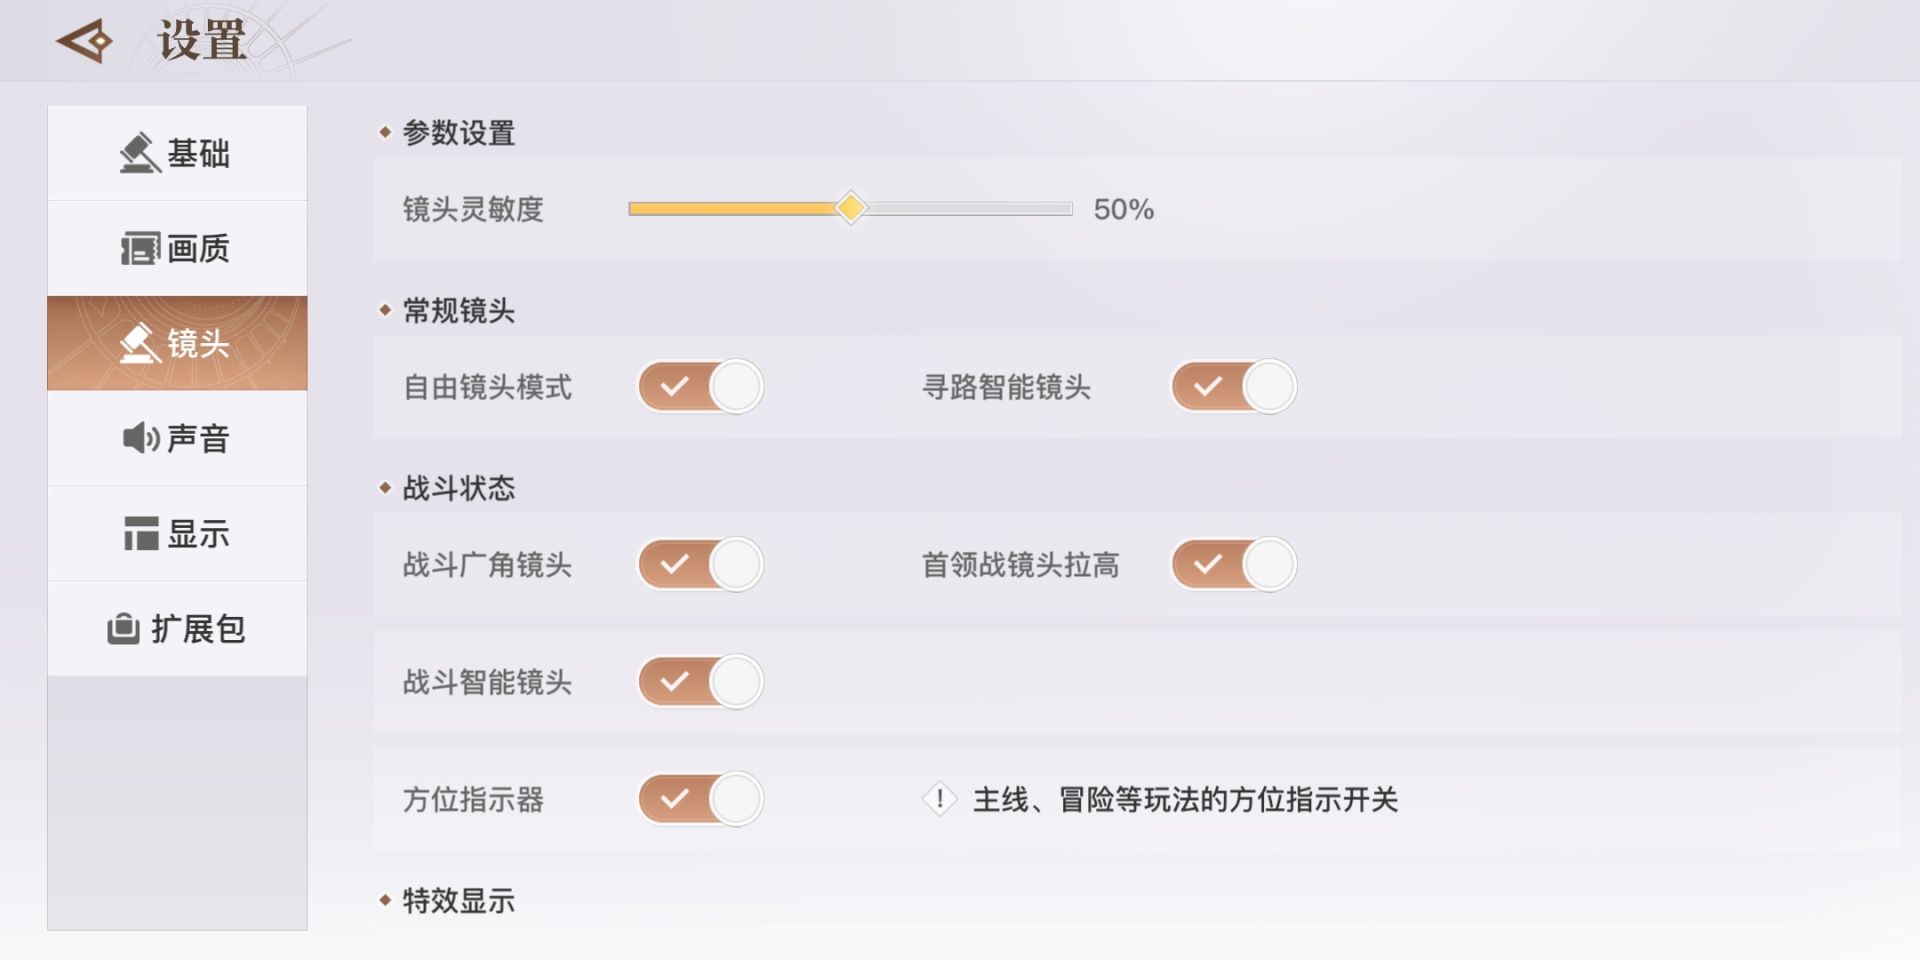 设置
基础
画质
镜头
声音
显示
扩展包
参数设置
镜头灵敏度 50%
常规镜头
自由镜头模式 寻路智能镜头
战斗状态
战斗广角镜头 首领战镜头拉高
战斗智能镜头
方位指示器 主线、冒险等玩法的方位指示开关
特效显示